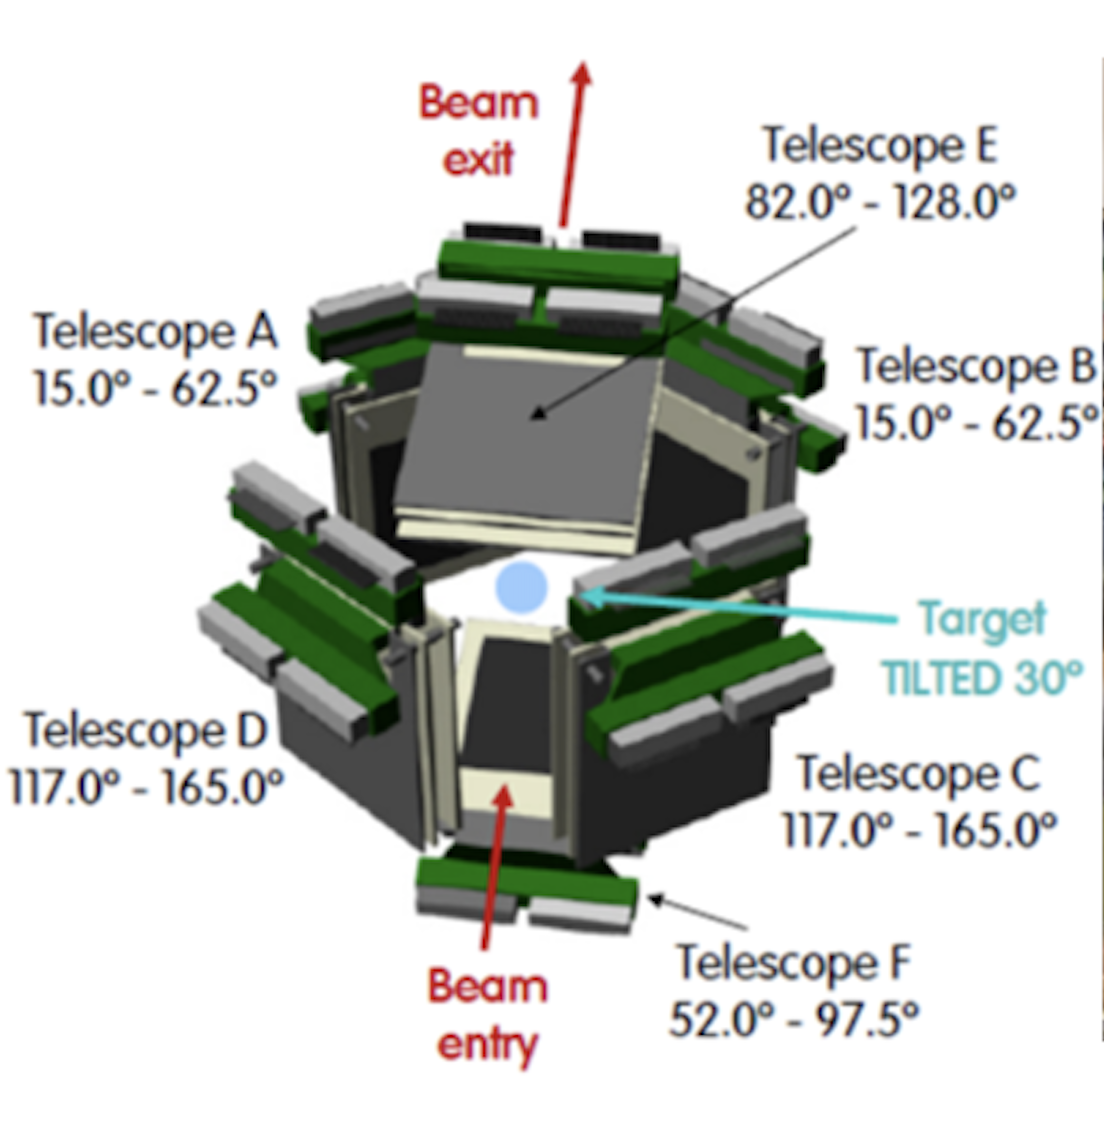 Beam
exit
Telescope E
82.0° - 128.0°
Telescope A
15.0° - 62.5°
Telescope B
15.0° - 62.5°
Target
TILTED 30°
Telescope D
117.0° - 165.0°
Telescope C
117.0° - 165.0°
Beam
entry
Telescope F
52.0° - 97.5°